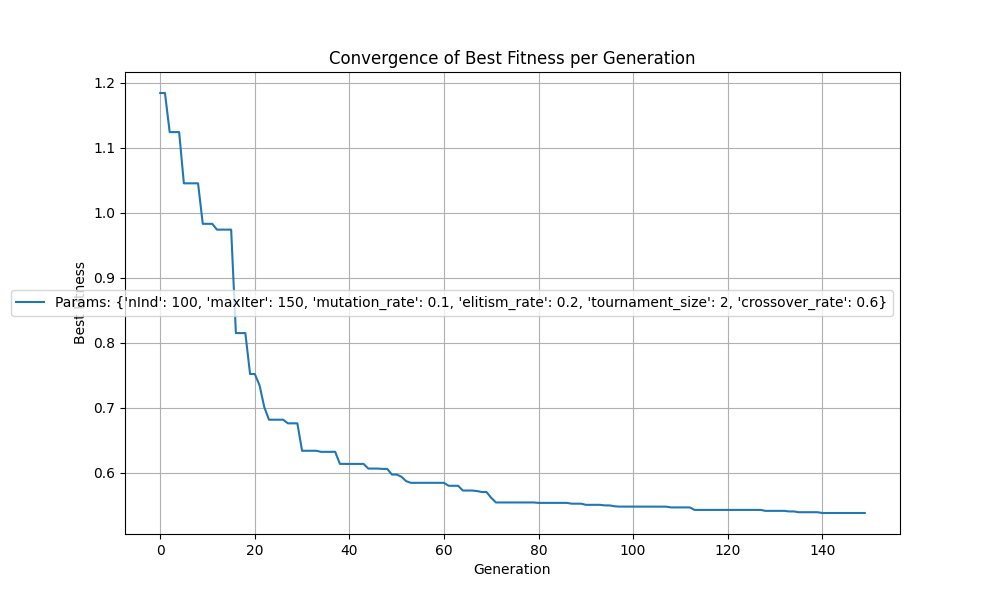 Convergence of Best Fitness per Generation
1.2
1.1
1.0
0.9
0.8
0.7
0.6
Best
ness
Params: {'nInd': 100, 'maxIter': 150, 'mutation_rate': 0.1, 'elitism_rate': 0.2, 'tournament_size': 2, 'crossover_rate': 0.6}
0 20 40 60 80 100 120 140
Generation